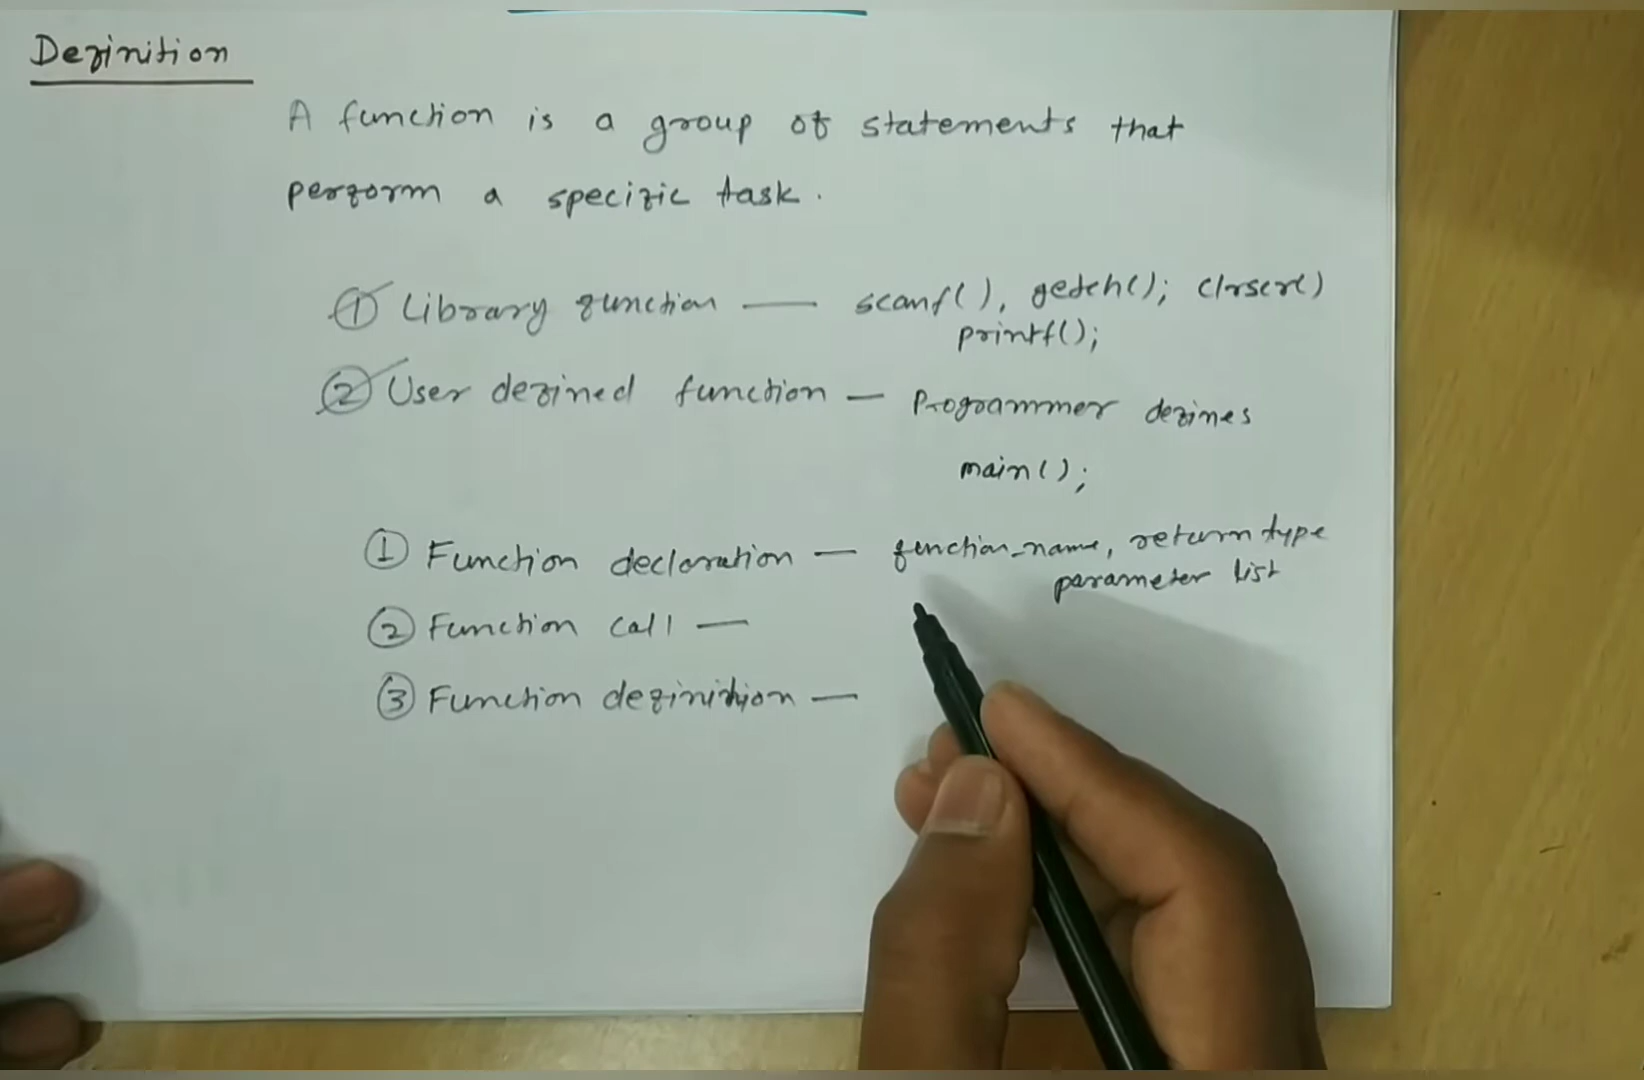 Definition
A function is a group of statements that
perform a specific task.
① Library function — scanf(), getch(); clrscr()
printf();
② User defined function — Programmer defines
main();
① Function declaration — function_name, return type
parameter list
② Function call —
③ Function definition —